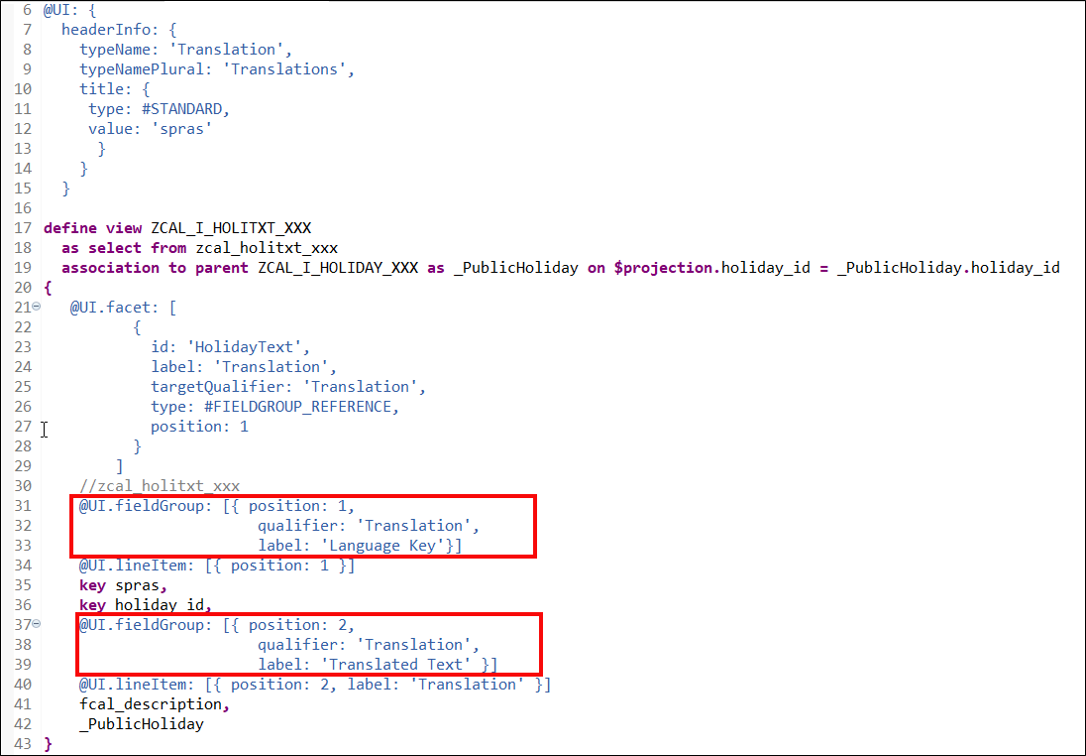 6 @UI: {
7 headerInfo: {
8 typeName: 'Translation',
9 typeNamePlural: 'Translations',
10 title: {
11 type: #STANDARD,
12 value: 'spras'
13 }
14 }
15 }
16
17 define view ZCAL_I_HOLITXT_XXX
18 as select from zcal_holitxt_xxx
19 association to parent ZCAL_I_HOLIDAY_XXX as _PublicHoliday on $projection.holiday_id = _PublicHoliday.holiday_id
20 {
21 @UI.facet: [
22 {
23 id: 'HolidayText',
24 label: 'Translation',
25 targetQualifier: 'Translation',
26 type: #FIELDGROUP_REFERENCE,
27 position: 1
28 }
29 ]
30 //zcal_holitxt_xxx
31 @UI.fieldGroup: [{ position: 1,
32 qualifier: 'Translation',
33 label: 'Language Key'}]
34 @UI.lineItem: [{ position: 1 }]
35 key spras,
36 key holiday_id,
37 @UI.fieldGroup: [{ position: 2,
38 qualifier: 'Translation',
39 label: 'Translated Text' }]
40 @UI.lineItem: [{ position: 2, label: 'Translation' }]
41 fcal_description,
42 _PublicHoliday
43 }